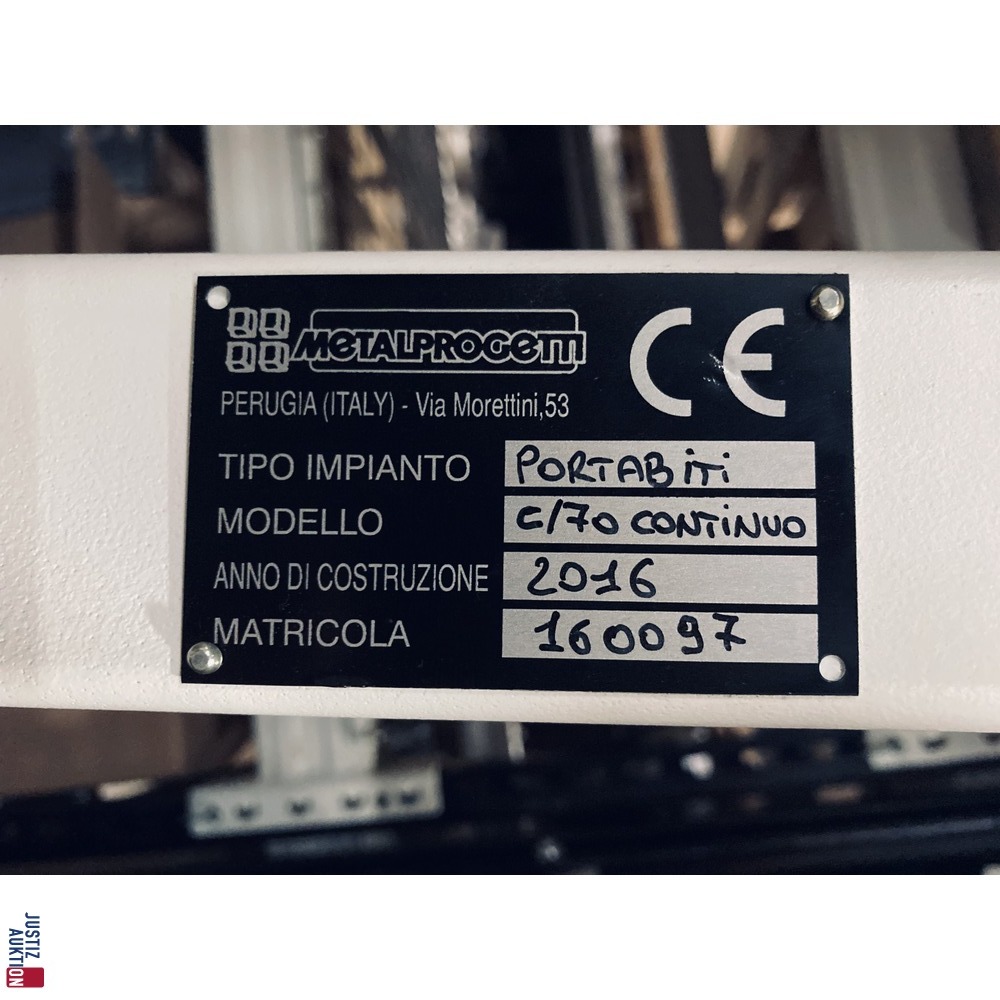 METALPROGETTI
CE
PERUGIA (ITALY) - Via Morettini,53
TIPO IMPIANTO PORTABiTi
MODELLO C/70 CONTiNUO
ANNO DI COSTRUZIONE 2016
MATRICOLA 160097
JUSTIZ
AUKTION